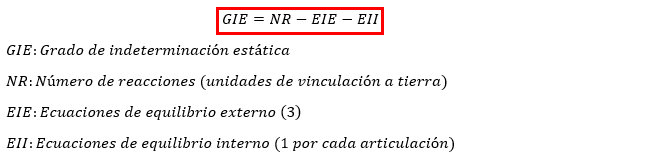 GIE = NR − EIE − EII
GIE: Grado de indeterminación estática
NR: Número de reacciones (unidades de vinculación a tierra)
EIE: Ecuaciones de equilibrio externo (3)
EII: Ecuaciones de equilibrio interno (1 por cada articulación)